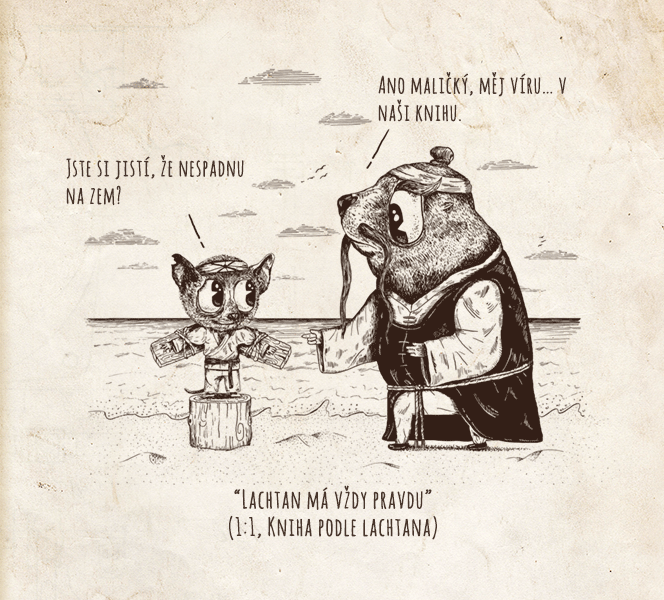 Ano maličký, měj víru... v
naši knihu.
Jste si jistí, že nespadnu
na zem?
“Lachtan má vždy pravdu”
(1:1, Kniha podle lachtana)